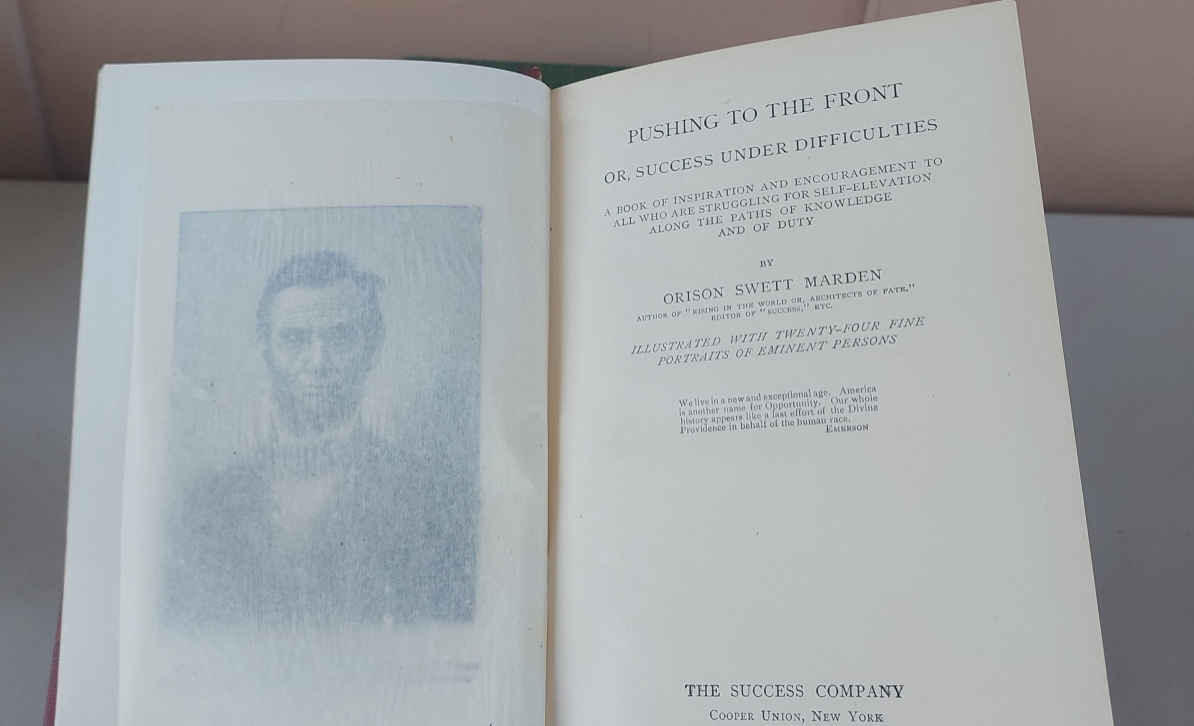 PUSHING TO THE FRONT
OR, SUCCESS UNDER DIFFICULTIES
A BOOK OF INSPIRATION AND ENCOURAGEMENT TO
ALL WHO ARE STRUGGLING FOR SELF-ELEVATION
ALONG THE PATHS OF KNOWLEDGE
AND OF DUTY
BY
ORISON SWETT MARDEN
AUTHOR OF "RISING IN THE WORLD OR, ARCHITECTS OF FATE,"
EDITOR OF "SUCCESS," ETC.
ILLUSTRATED WITH TWENTY-FOUR FINE
PORTRAITS OF EMINENT PERSONS
We live in a new and exceptional age. America
is another name for Opportunity. Our whole
history appears like a last effort of the Divine
Providence in behalf of the human race.
EMERSON
THE SUCCESS COMPANY
COOPER UNION, NEW YORK